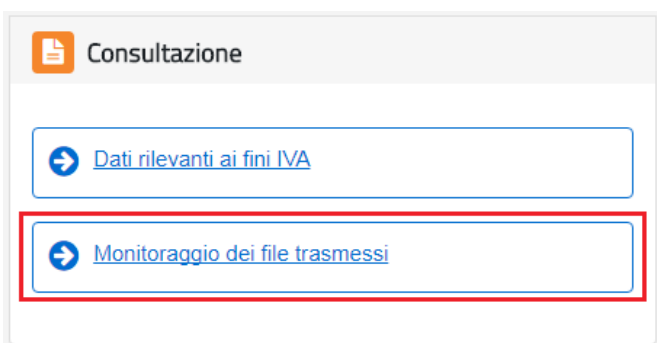 Consultazione
Dati rilevanti ai fini IVA
Monitoraggio dei file trasmessi